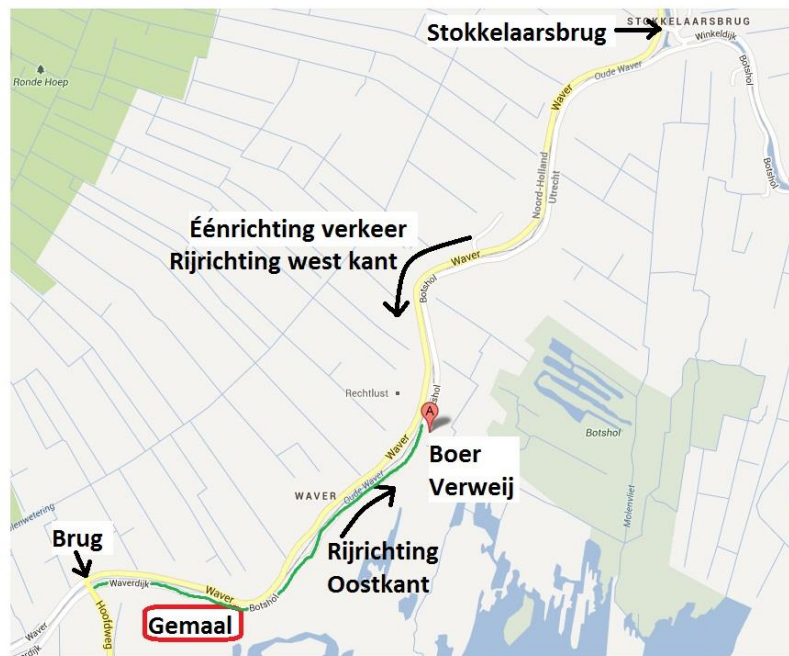 Stokkelaarsbrug
STOKKELAARSBRUG
Winkeldijk
Botshol
Oude Waver
Waver
Ronde Hoep
Noord-Holland
Utrecht
Botshol
Éénrichting verkeer
Rijrichting west kant
Waver
Botshol
Rechtlust
A
Botshol
Waver
Boer
Verweij
Botshol
Molenvliet
Oude Waver
WAVER
Rijrichting
Oostkant
Brug
Waverdijk
Waver
Botshol
Gemaal
Hoofdweg
Waver
Waverdijk